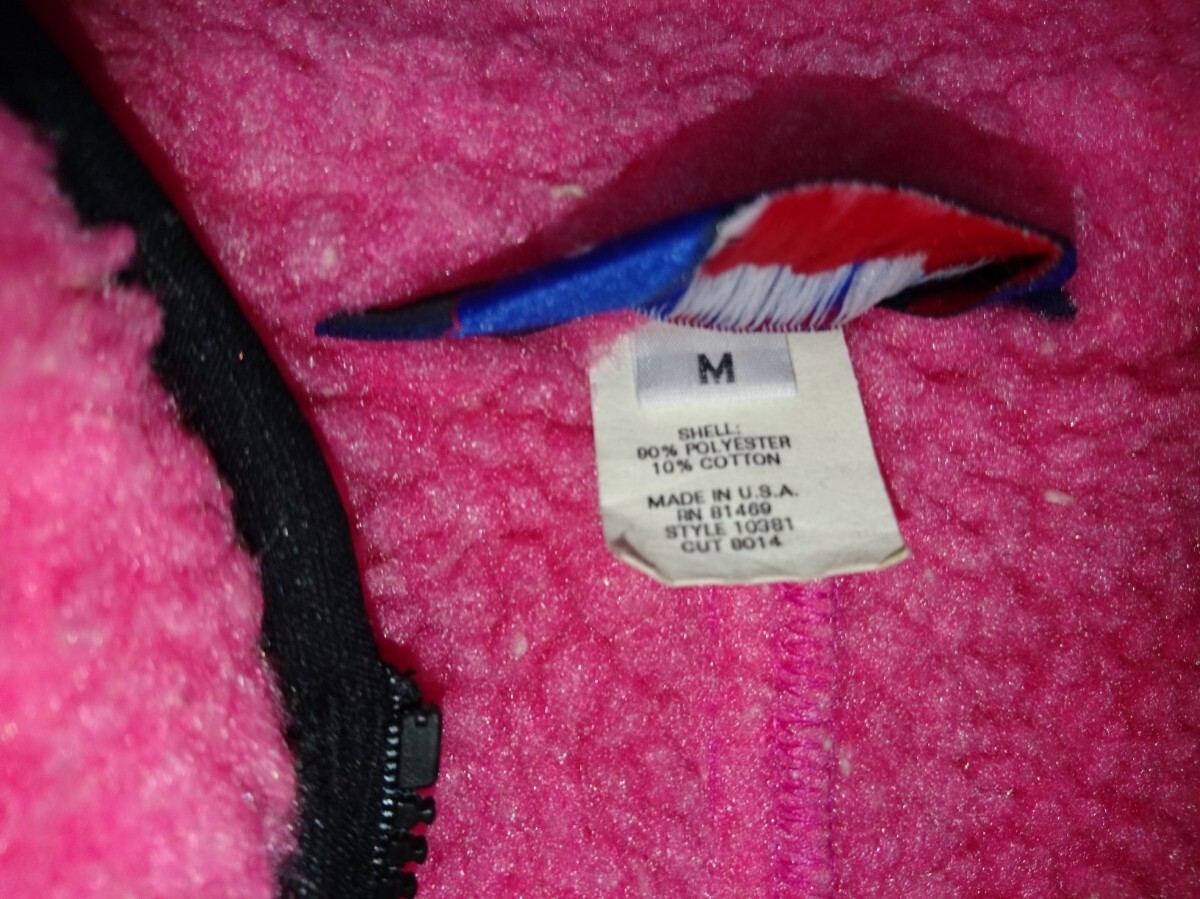 M
SHELL:
90% POLYESTER
10% COTTON
MADE IN U.S.A.
RN 81469
STYLE 10381
CUT 8014